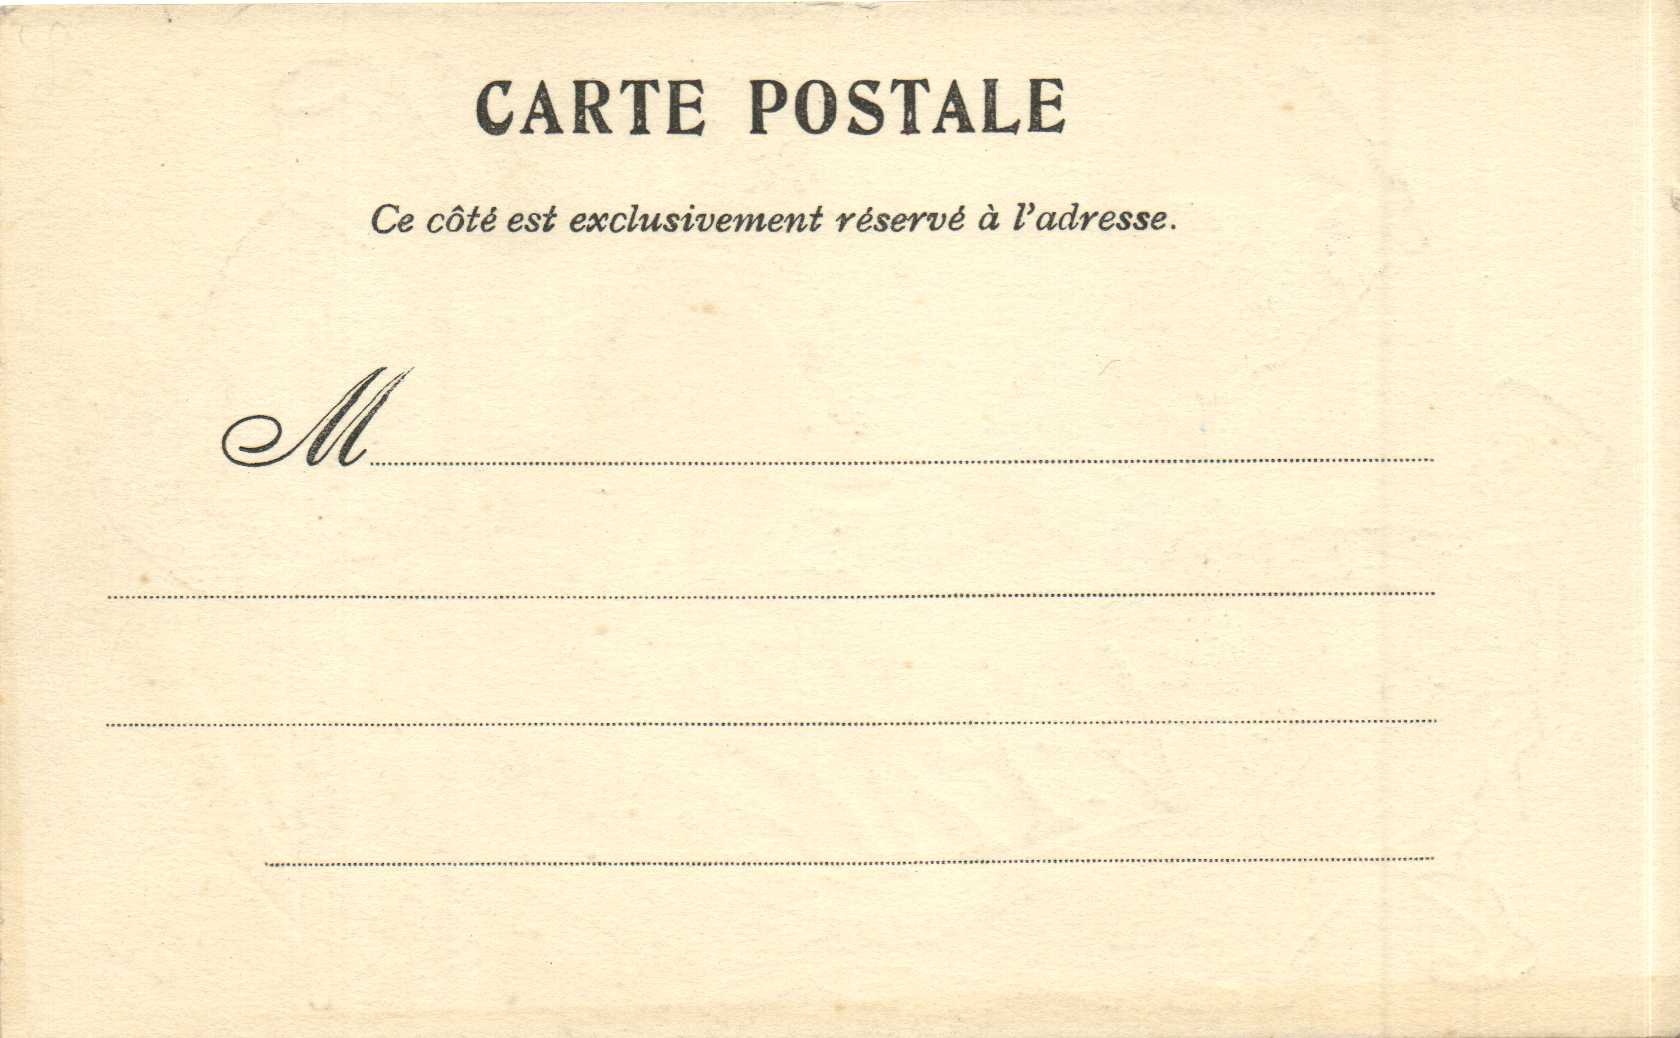 CARTE POSTALE
Ce côté est exclusivement réservé à l'adresse.
M